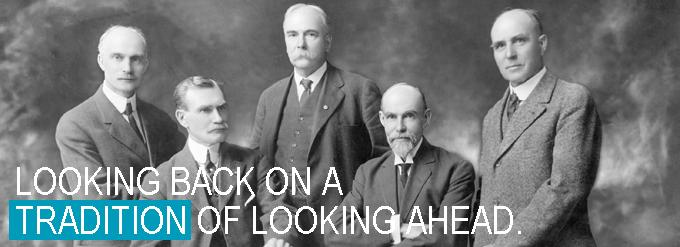 LOOKING BACK ON A
TRADITION OF LOOKING AHEAD.